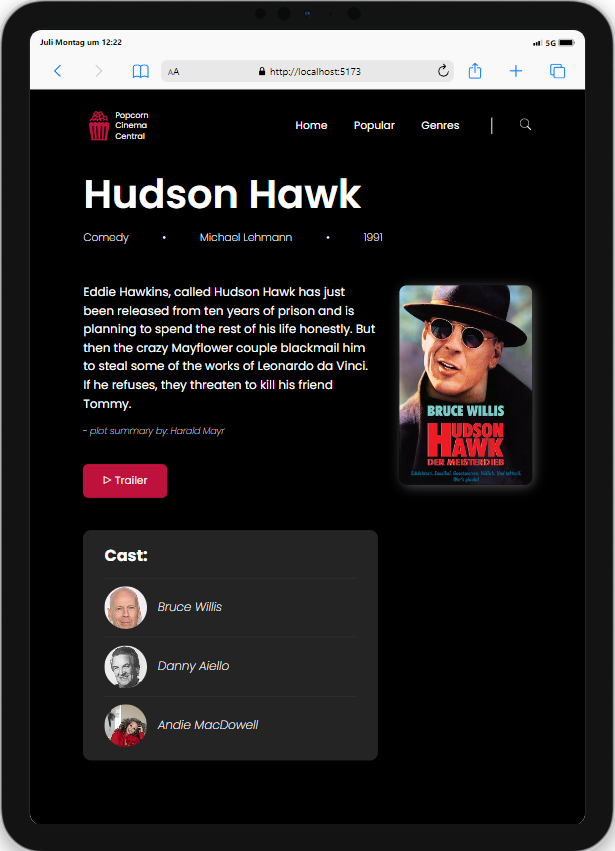 Juli Montag um 12:22
5G
AA
http://localhost:5173
Popcorn
Cinema
Central
Home
Popular
Genres
Hudson Hawk
Comedy • Michael Lehmann • 1991
Eddie Hawkins, called Hudson Hawk has just
been released from ten years of prison and is
planning to spend the rest of his life honestly. But
then the crazy Mayflower couple blackmail him
to steal some of the works of Leonardo da Vinci.
If he refuses, they threaten to kill his friend
Tommy.
- plot summary by: Harald Mayr
Trailer
BRUCE WILLIS
HUDSON
HAWK
DER MEISTERDIEB
Cast:
Bruce Willis
Danny Aiello
Andie MacDowell